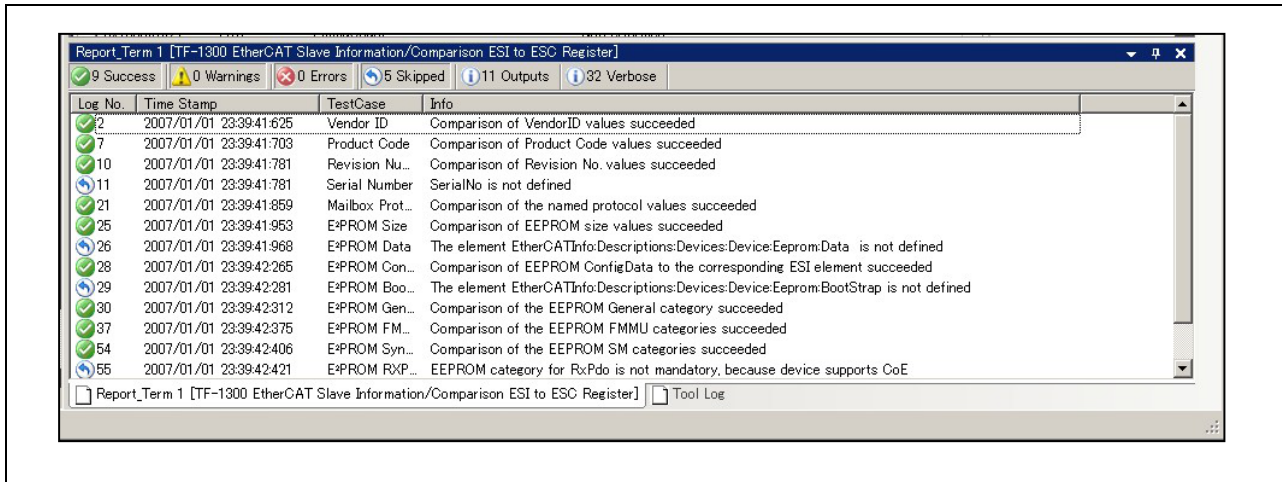 Report_Term 1 [TF-1300 EtherCAT Slave Information/Comparison ESI to ESC Register]
9 Success 0 Warnings 0 Errors 5 Skipped 11 Outputs 32 Verbose
Log No. Time Stamp TestCase Info
2 2007/01/01 23:39:41:625 Vendor ID Comparison of VendorID values succeeded
7 2007/01/01 23:39:41:703 Product Code Comparison of Product Code values succeeded
10 2007/01/01 23:39:41:781 Revision Nu... Comparison of Revision No. values succeeded
11 2007/01/01 23:39:41:781 Serial Number SerialNo is not defined
21 2007/01/01 23:39:41:859 Mailbox Prot... Comparison of the named protocol values succeeded
25 2007/01/01 23:39:41:953 E²PROM Size Comparison of EEPROM size values succeeded
26 2007/01/01 23:39:41:968 E²PROM Data The element EtherCATInfo:Descriptions:Devices:Device:Eeprom:Data is not defined
28 2007/01/01 23:39:42:265 E²PROM Con... Comparison of EEPROM ConfigData to the corresponding ESI element succeeded
29 2007/01/01 23:39:42:281 E²PROM Boo... The element EtherCATInfo:Descriptions:Devices:Device:Eeprom:BootStrap is not defined
30 2007/01/01 23:39:42:312 E²PROM Gen... Comparison of the EEPROM General category succeeded
37 2007/01/01 23:39:42:375 E²PROM FM... Comparison of the EEPROM FMMU categories succeeded
54 2007/01/01 23:39:42:406 E²PROM Syn... Comparison of the EEPROM SM categories succeeded
55 2007/01/01 23:39:42:421 E²PROM RXP... EEPROM category for RxPdo is not mandatory, because device supports CoE
Report_Term 1 [TF-1300 EtherCAT Slave Information/Comparison ESI to ESC Register] Tool Log